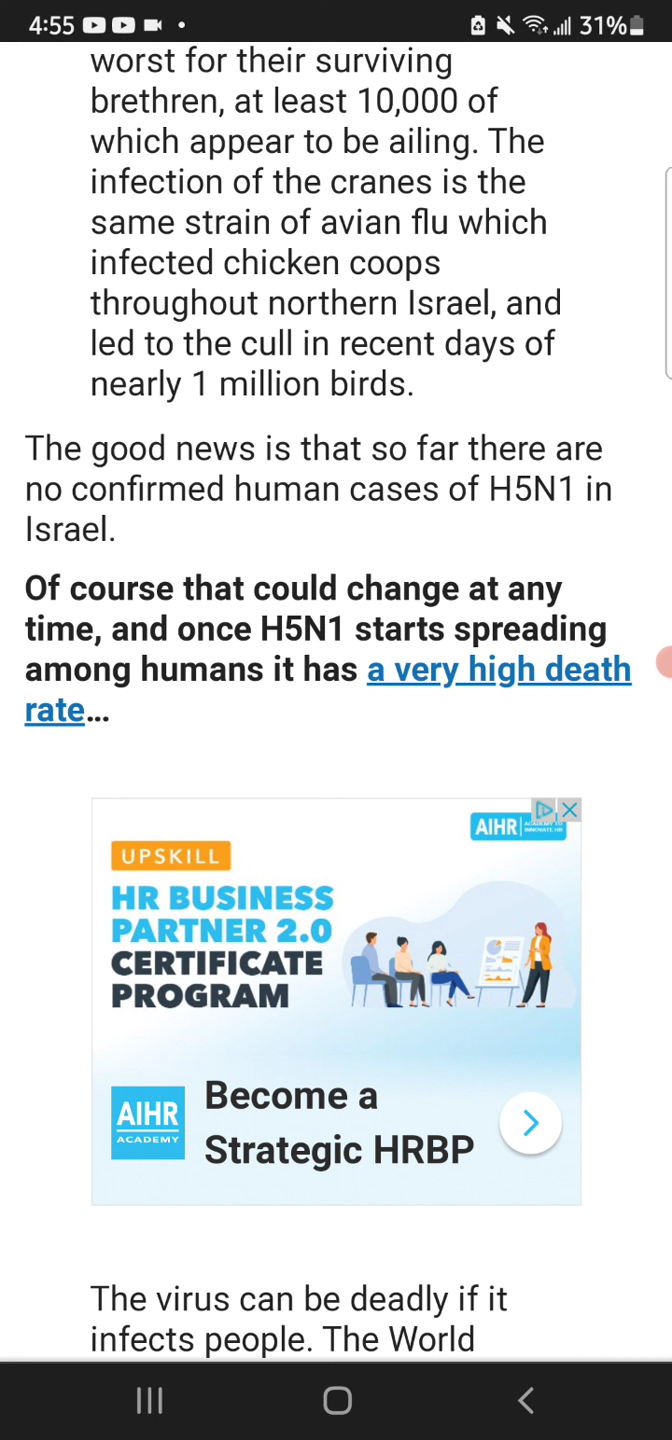 4:55
31%
worst for their surviving
brethren, at least 10,000 of
which appear to be ailing. The
infection of the cranes is the
same strain of avian flu which
infected chicken coops
throughout northern Israel, and
led to the cull in recent days of
nearly 1 million birds.
The good news is that so far there are
no confirmed human cases of H5N1 in
Israel.
Of course that could change at any
time, and once H5N1 starts spreading
among humans it has a very high death
rate...
AIHR
UPSKILL
HR BUSINESS
PARTNER 2.0
CERTIFICATE
PROGRAM
AIHR
ACADEMY
Become a
Strategic HRBP
The virus can be deadly if it
infects people. The World